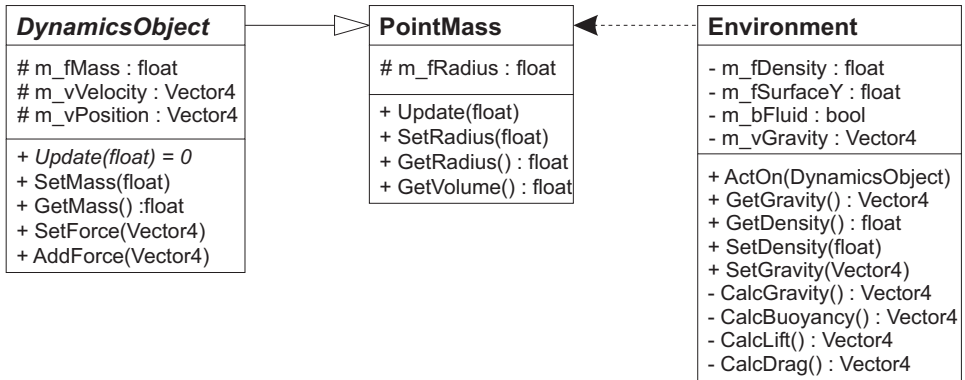 DynamicsObject
# m_fMass : float
# m_vVelocity : Vector4
# m_vPosition : Vector4
+ Update(float) = 0
+ SetMass(float)
+ GetMass() :float
+ SetForce(Vector4)
+ AddForce(Vector4)
PointMass
# m_fRadius : float
+ Update(float)
+ SetRadius(float)
+ GetRadius() : float
+ GetVolume() : float
Environment
- m_fDensity : float
- m_fSurfaceY : float
- m_bFluid : bool
- m_vGravity : Vector4
+ ActOn(DynamicsObject)
+ GetGravity() : Vector4
+ GetDensity() : float
+ SetDensity(float)
+ SetGravity(Vector4)
- CalcGravity() : Vector4
- CalcBuoyancy() : Vector4
- CalcLift() : Vector4
- CalcDrag() : Vector4